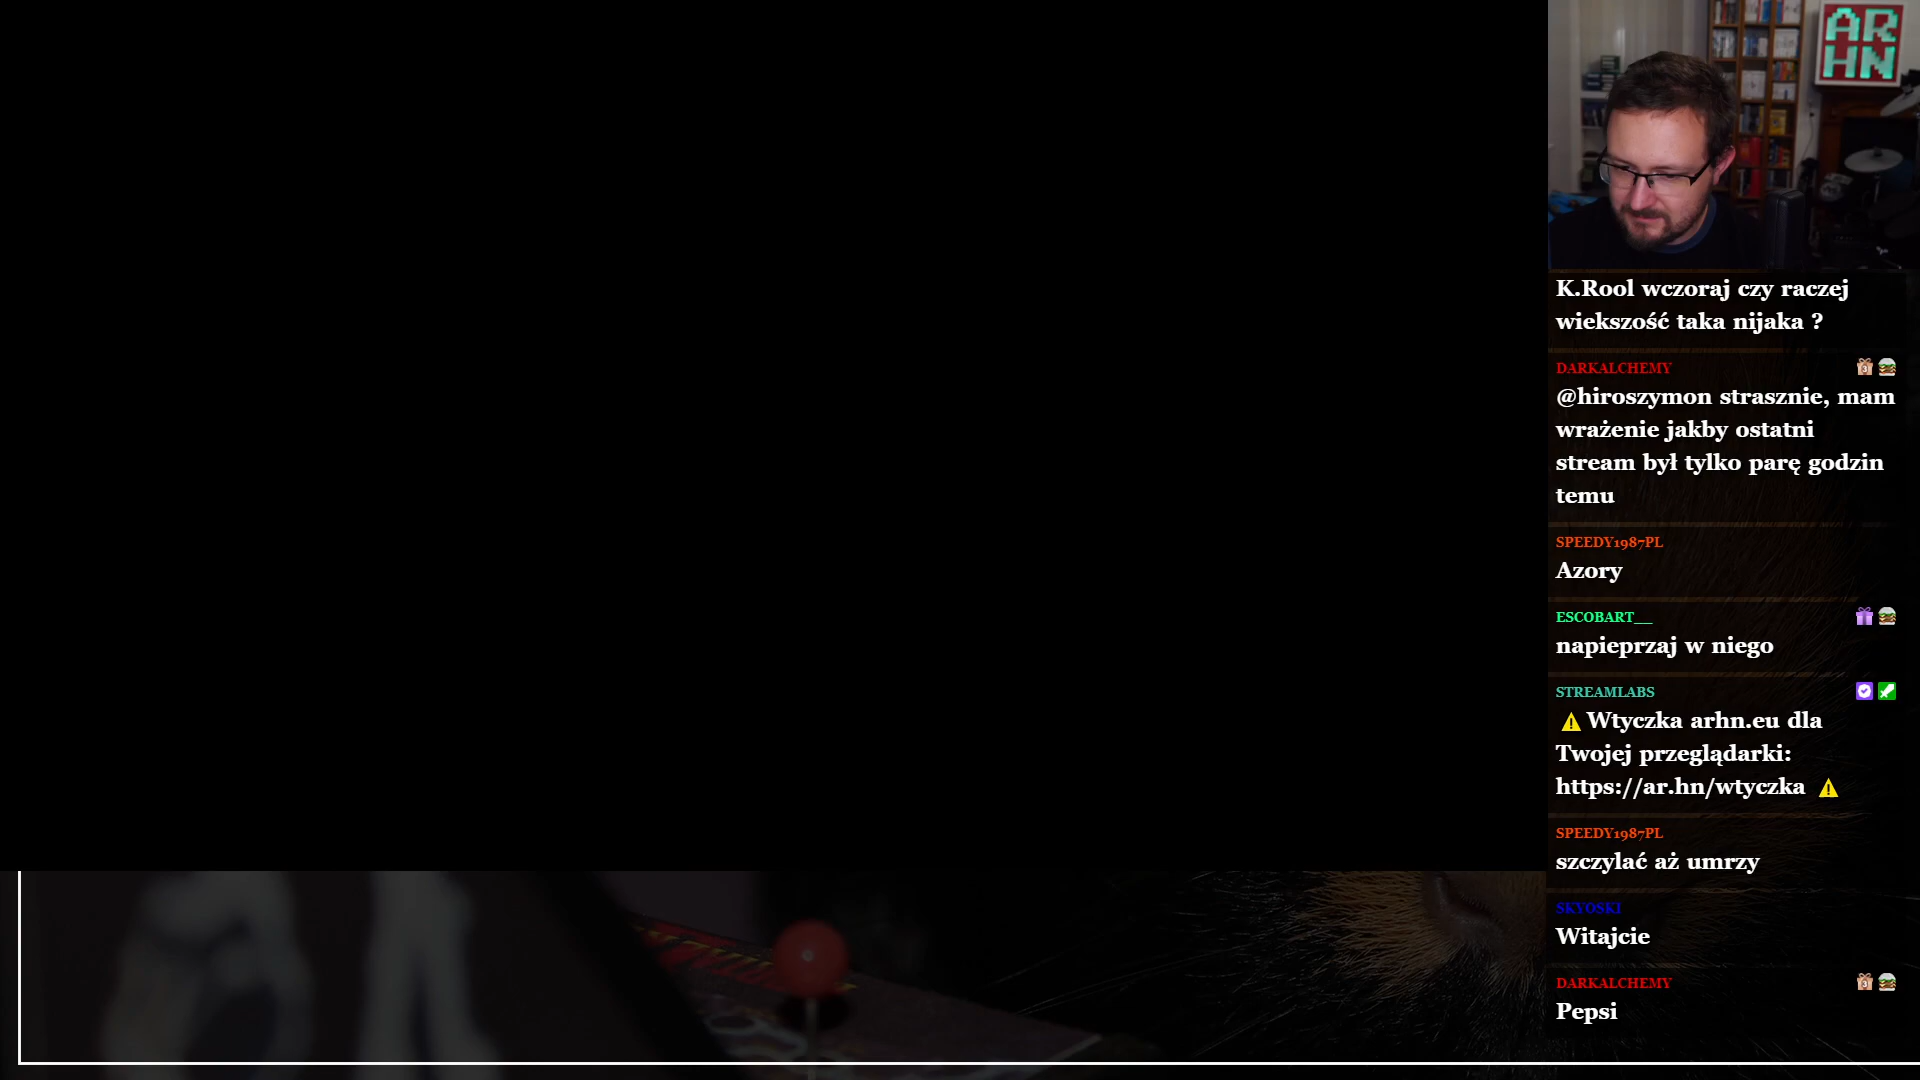 AR
HN
K.Rool wczoraj czy raczej
wiekszość taka nijaka ?
DARKALCHEMY
@hiroszymon strasznie, mam
wrażenie jakby ostatni
stream był tylko parę godzin
temu
SPEEDY1987PL
Azory
ESCOBART__
napieprzaj w niego
STREAMLABS
⚠️Wtyczka arhn.eu dla
Twojej przeglądarki:
https://ar.hn/wtyczka ⚠️
SPEEDY1987PL
szczylać aż umrzy
SKYOSKI
Witajcie
DARKALCHEMY
Pepsi